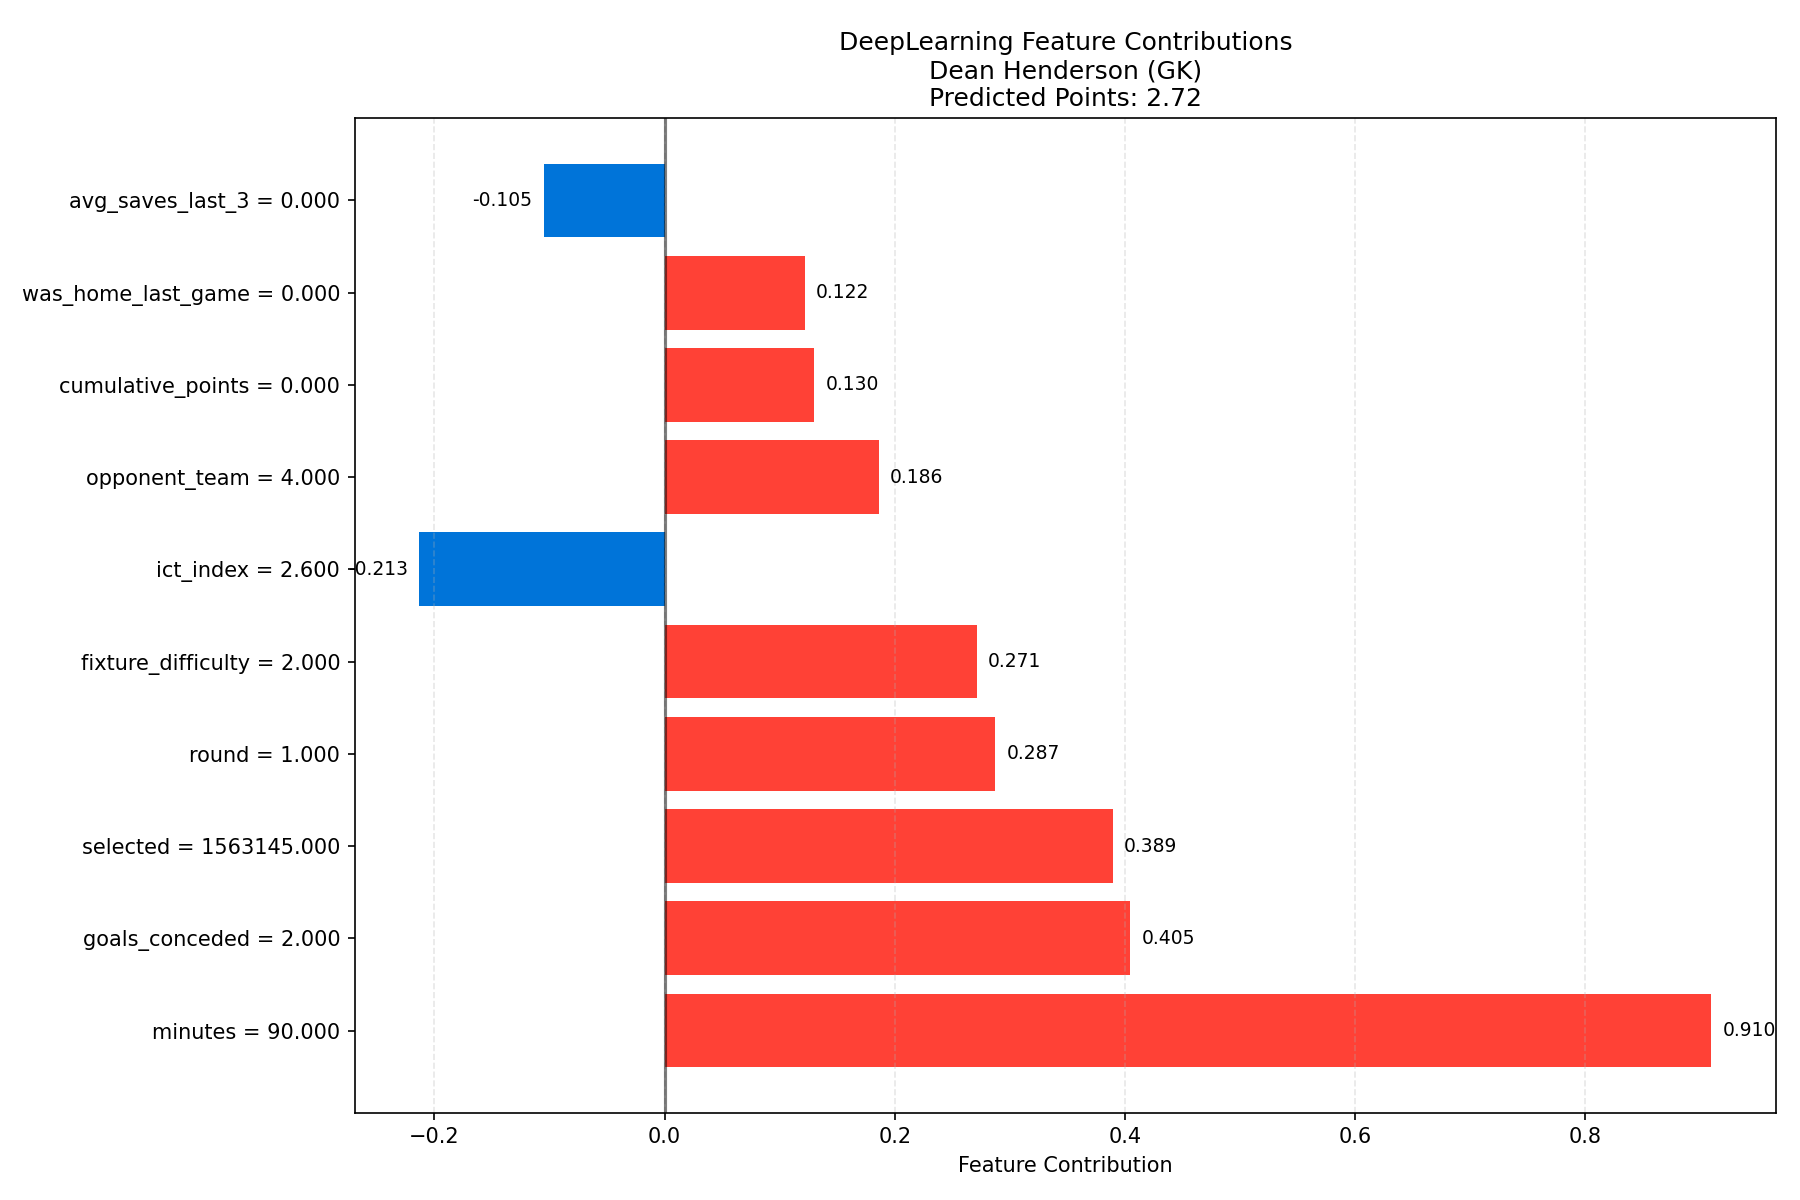 DeepLearning Feature Contributions
Dean Henderson (GK)
Predicted Points: 2.72
avg_saves_last_3 = 0.000
-0.105
was_home_last_game = 0.000
0.122
cumulative_points = 0.000
0.130
opponent_team = 4.000
0.186
ict_index = 2.600
0.213
fixture_difficulty = 2.000
0.271
round = 1.000
0.287
selected = 1563145.000
0.389
goals_conceded = 2.000
0.405
minutes = 90.000
0.910
−0.2 0.0 0.2 0.4 0.6 0.8
Feature Contribution